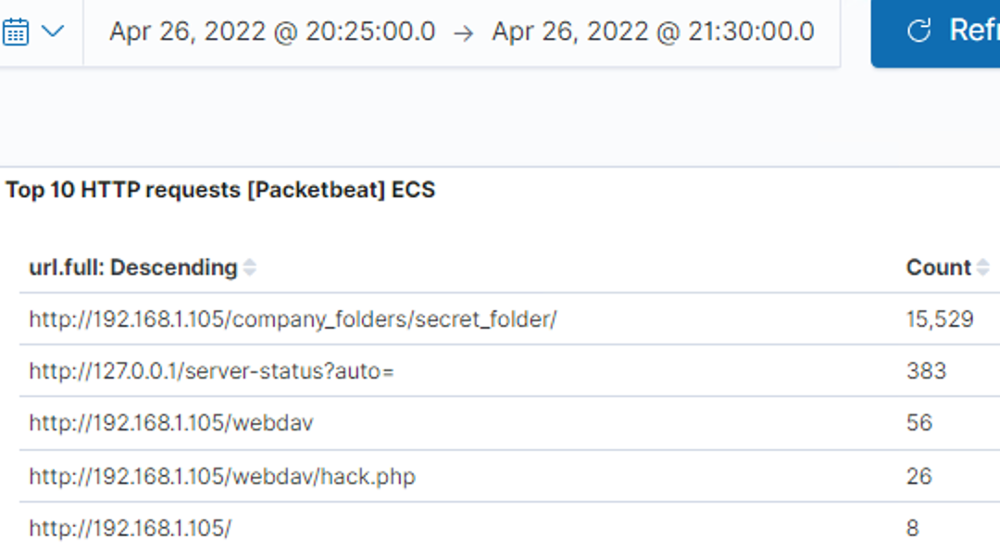 Apr 26, 2022 @ 20:25:00.0 → Apr 26, 2022 @ 21:30:00.0 Refr
Top 10 HTTP requests [Packetbeat] ECS
url.full: Descending Count
http://192.168.1.105/company_folders/secret_folder/ 15,529
http://127.0.0.1/server-status?auto= 383
http://192.168.1.105/webdav 56
http://192.168.1.105/webdav/hack.php 26
http://192.168.1.105/ 8